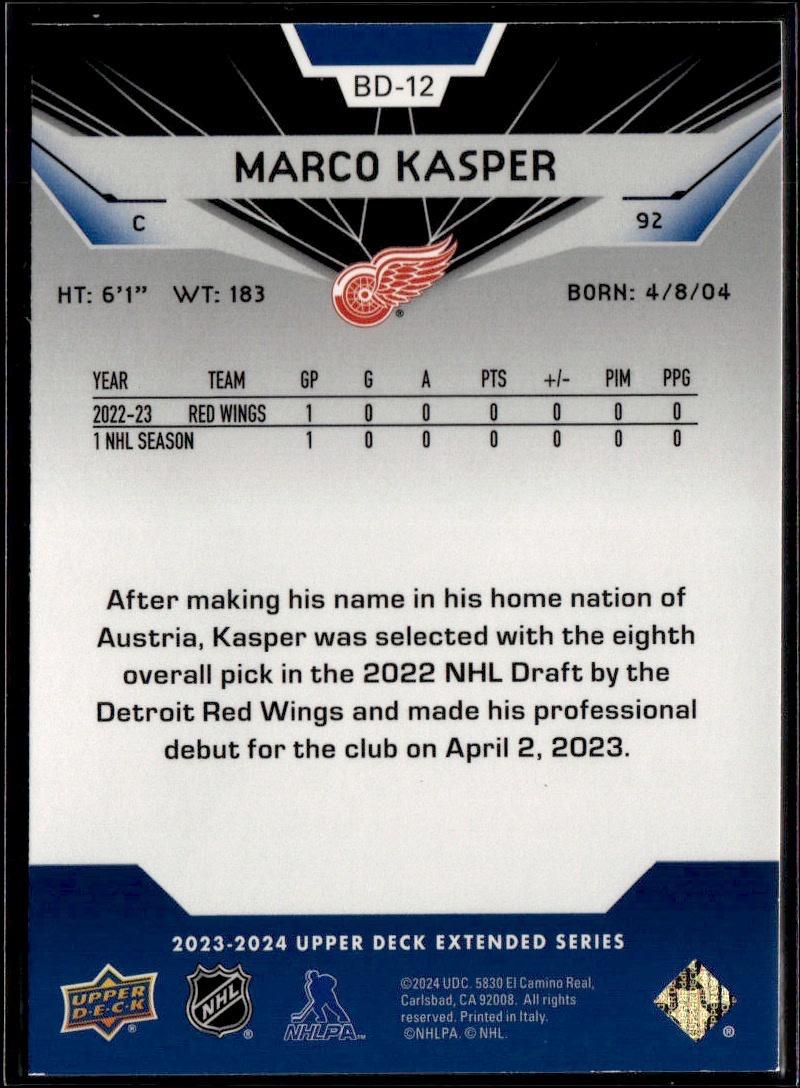 BD-12
MARCO KASPER
C 92
HT: 6'1” WT: 183 BORN: 4/8/04
®
YEAR TEAM GP G A PTS +/- PIM PPG
2022-23 RED WINGS 1 0 0 0 0 0 0
1 NHL SEASON 1 0 0 0 0 0 0
After making his name in his home nation of
Austria, Kasper was selected with the eighth
overall pick in the 2022 NHL Draft by the
Detroit Red Wings and made his professional
debut for the club on April 2, 2023.
2023-2024 UPPER DECK EXTENDED SERIES
UPPER
D·E·C·K
®
NHL
®
NHLPA™
©2024 UDC. 5830 El Camino Real,
Carlsbad, CA 92008. All rights
reserved. Printed in Italy.
©NHLPA. © NHL.
®